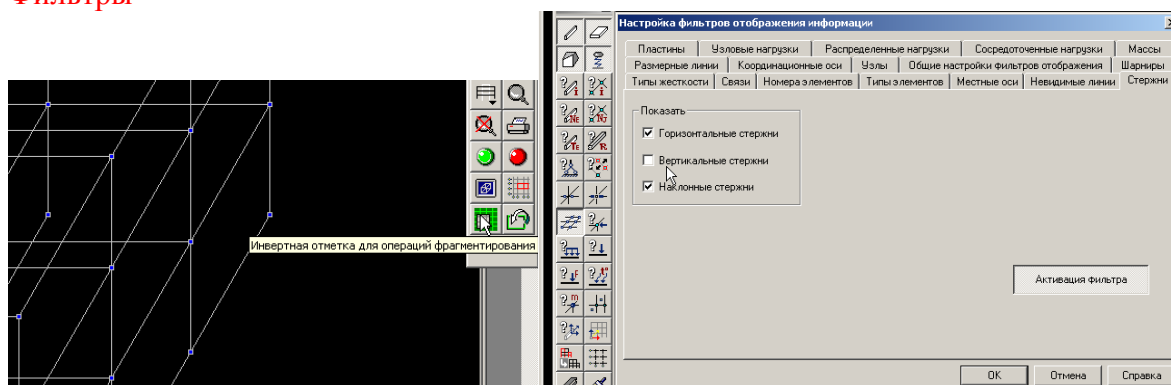 Фильтры
Инвертная отметка для операций фрагментирования
Настройка фильтров отображения информации
Пластины Узловые нагрузки Распределенные нагрузки Сосредоточенные нагрузки Массы
Размерные линии Координационные оси Узлы Общие настройки фильтров отображения Шарниры
Типы жесткости Связи Номера элементов Типы элементов Местные оси Невидимые линии Стержни
Показать
Горизонтальные стержни
Вертикальные стержни
Наклонные стержни
Активация фильтра
OK Отмена Справка